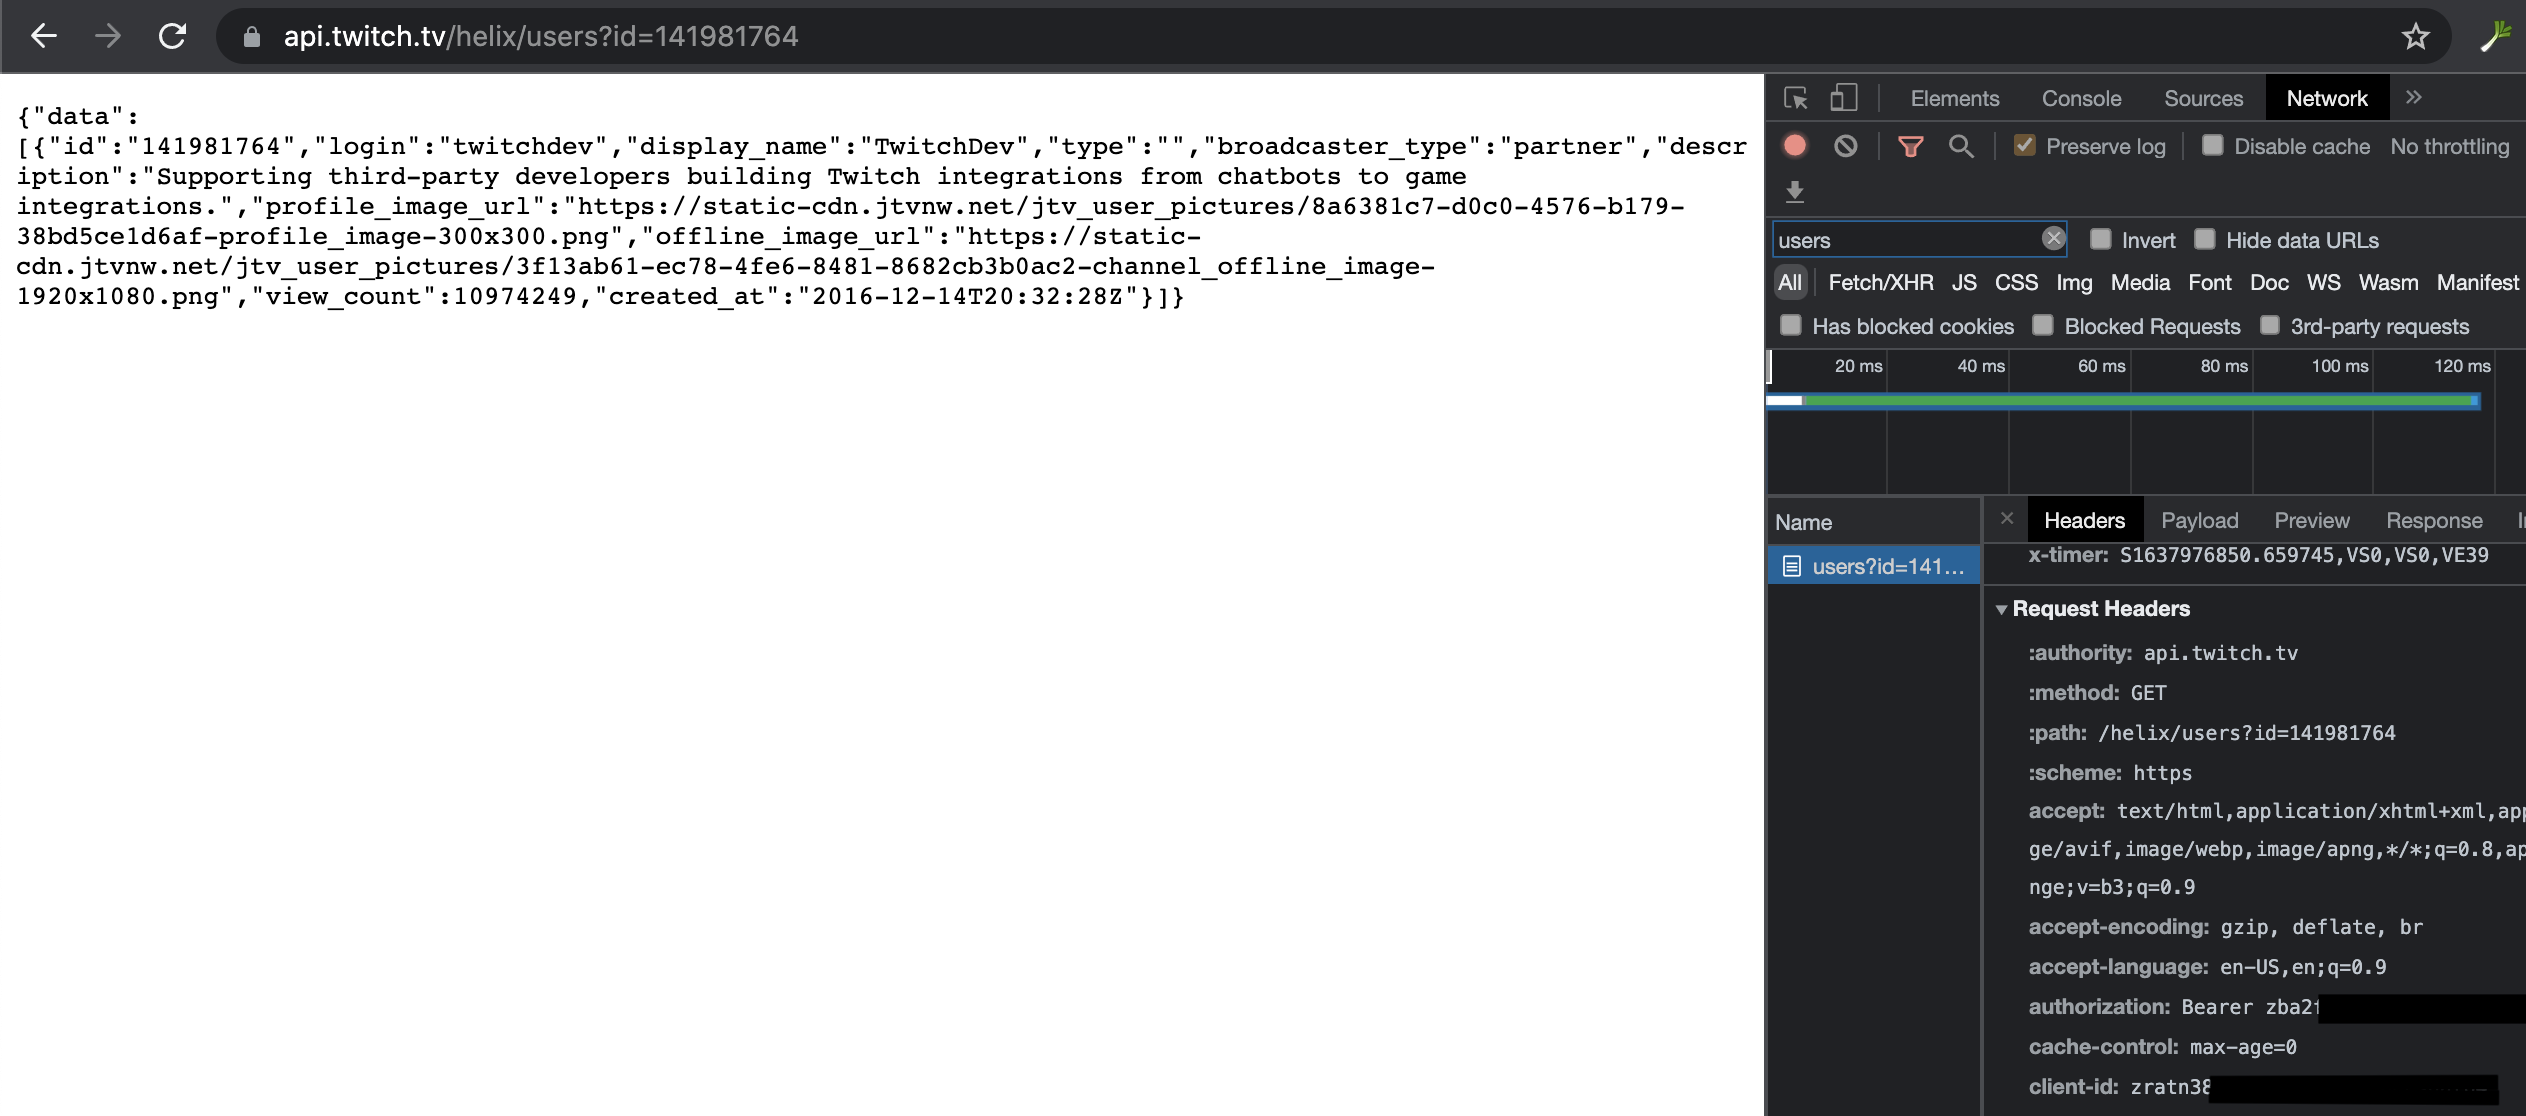 api.twitch.tv/helix/users?id=141981764
{"data":
[{"id":"141981764","login":"twitchdev","display_name":"TwitchDev","type":"","broadcaster_type":"partner","descr
iption":"Supporting third-party developers building Twitch integrations from chatbots to game
integrations.","profile_image_url":"https://static-cdn.jtvnw.net/jtv_user_pictures/8a6381c7-d0c0-4576-b179-
38bd5ce1d6af-profile_image-300x300.png","offline_image_url":"https://static-
cdn.jtvnw.net/jtv_user_pictures/3f13ab61-ec78-4fe6-8481-8682cb3b0ac2-channel_offline_image-
1920x1080.png","view_count":10974249,"created_at":"2016-12-14T20:32:28Z"}]}
Elements Console Sources Network
Preserve log Disable cache No throttling
users Invert Hide data URLs
All Fetch/XHR JS CSS Img Media Font Doc WS Wasm Manifest
Has blocked cookies Blocked Requests 3rd-party requests
20 ms 40 ms 60 ms 80 ms 100 ms 120 ms
Name
users?id=141...
Headers Payload Preview Response
x-timer: S1637976850.659745,VS0,VS0,VE39
Request Headers
:authority: api.twitch.tv
:method: GET
:path: /helix/users?id=141981764
:scheme: https
accept: text/html,application/xhtml+xml,app
ge/avif,image/webp,image/apng,*/*;q=0.8,ap
nge;v=b3;q=0.9
accept-encoding: gzip, deflate, br
accept-language: en-US,en;q=0.9
authorization: Bearer zba2
cache-control: max-age=0
client-id: zratn38